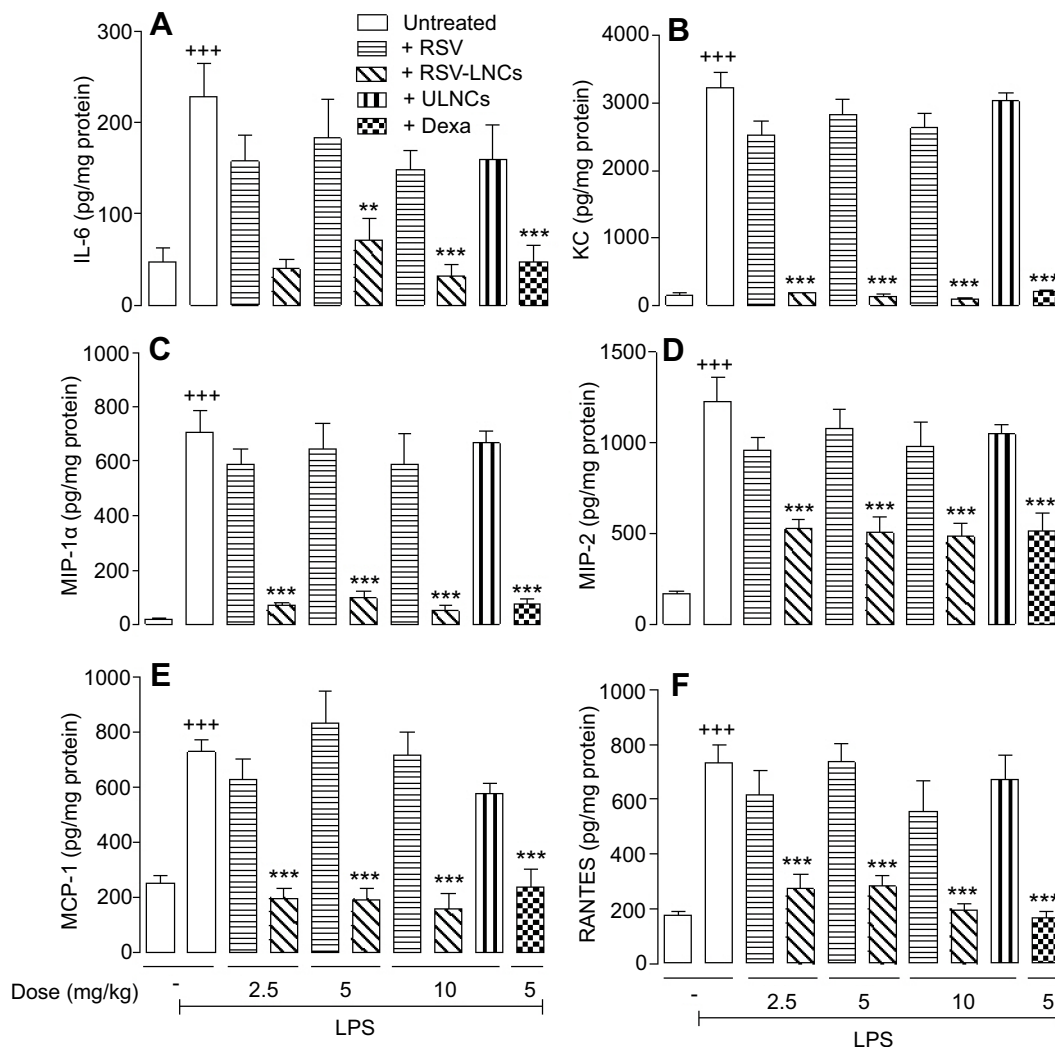 A
IL-6 (pg/mg protein)
300
200
100
0
+++
**
***
***
Untreated
+ RSV
+ RSV-LNCs
+ ULNCs
+ Dexa
B
KC (pg/mg protein)
4000
3000
2000
1000
0
+++
***
***
***
***
C
MIP-1α (pg/mg protein)
1000
800
600
400
200
0
+++
***
***
***
***
D
MIP-2 (pg/mg protein)
1500
1000
500
0
+++
***
***
***
***
E
MCP-1 (pg/mg protein)
1000
800
600
400
200
0
+++
***
***
***
***
Dose (mg/kg) - 2.5 5 10 5
LPS
F
RANTES (pg/mg protein)
1000
800
600
400
200
0
+++
***
***
***
***
- 2.5 5 10 5
LPS